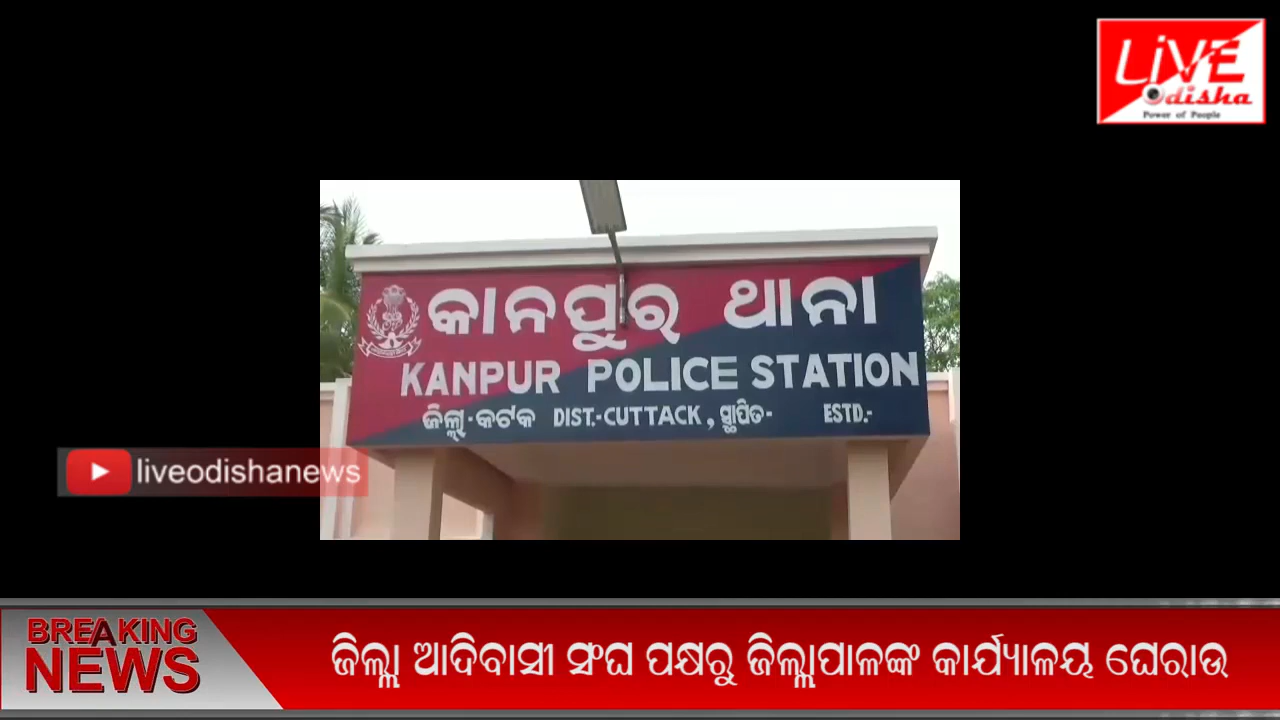 LiVE
Odisha
Power of People
କାନପୁର ଥାନା
KANPUR POLICE STATION
ଜିଲ୍ଲା-କଟକ DIST.-CUTTACK, ସ୍ଥାପିତ- ESTD.-
liveodishanews
BREAKING
NEWS
ଜିଲ୍ଲା ଆଦିବାସୀ ସଂଘ ପକ୍ଷରୁ ଜିଲ୍ଲାପାଳଙ୍କ କାର୍ଯ୍ୟାଳୟ ଘେରାଉ